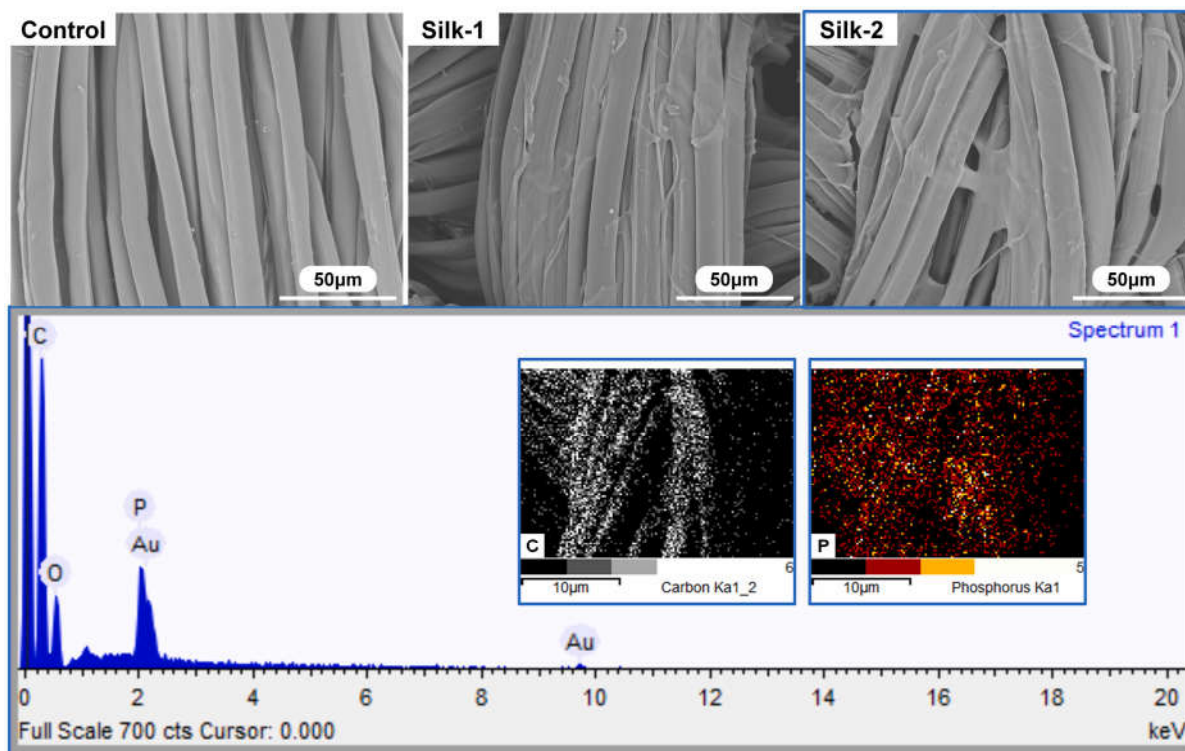 Control
Silk-1
Silk-2
50μm
50μm
50μm
Spectrum 1
C
O
P
Au
Au
C
6
10μm
Carbon Ka1_2
P
5
10μm
Phosphorus Ka1
0 2 4 6 8 10 12 14 16 18 20
Full Scale 700 cts Cursor: 0.000
keV